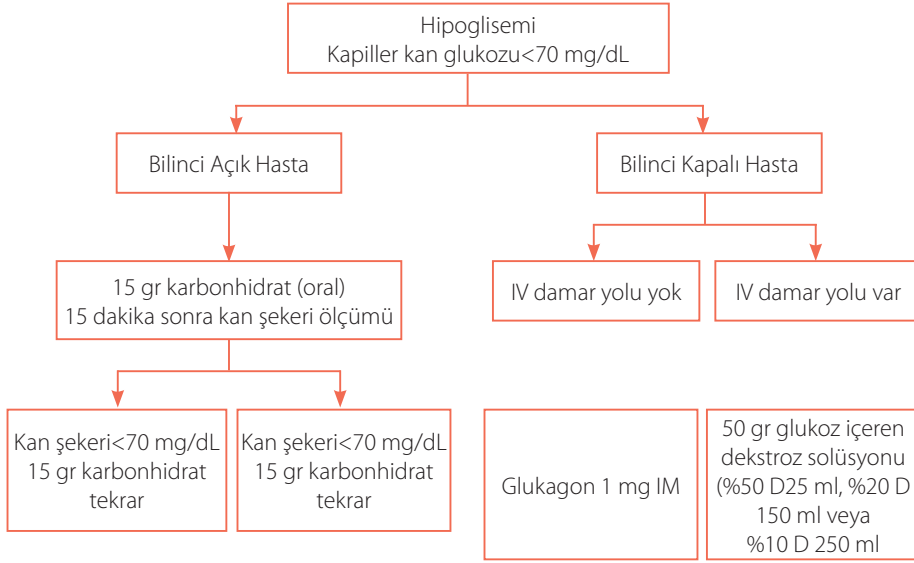 Hipoglisemi
Kapiller kan glukozu<70 mg/dL
Bilinci Açık Hasta
Bilinci Kapalı Hasta
15 gr karbonhidrat (oral)
15 dakika sonra kan şekeri ölçümü
IV damar yolu yok
IV damar yolu var
Kan şekeri<70 mg/dL
15 gr karbonhidrat
tekrar
Kan şekeri<70 mg/dL
15 gr karbonhidrat
tekrar
Glukagon 1 mg IM
50 gr glukoz içeren
dekstroz solüsyonu
(%50 D25 ml, %20 D
150 ml veya
%10 D 250 ml